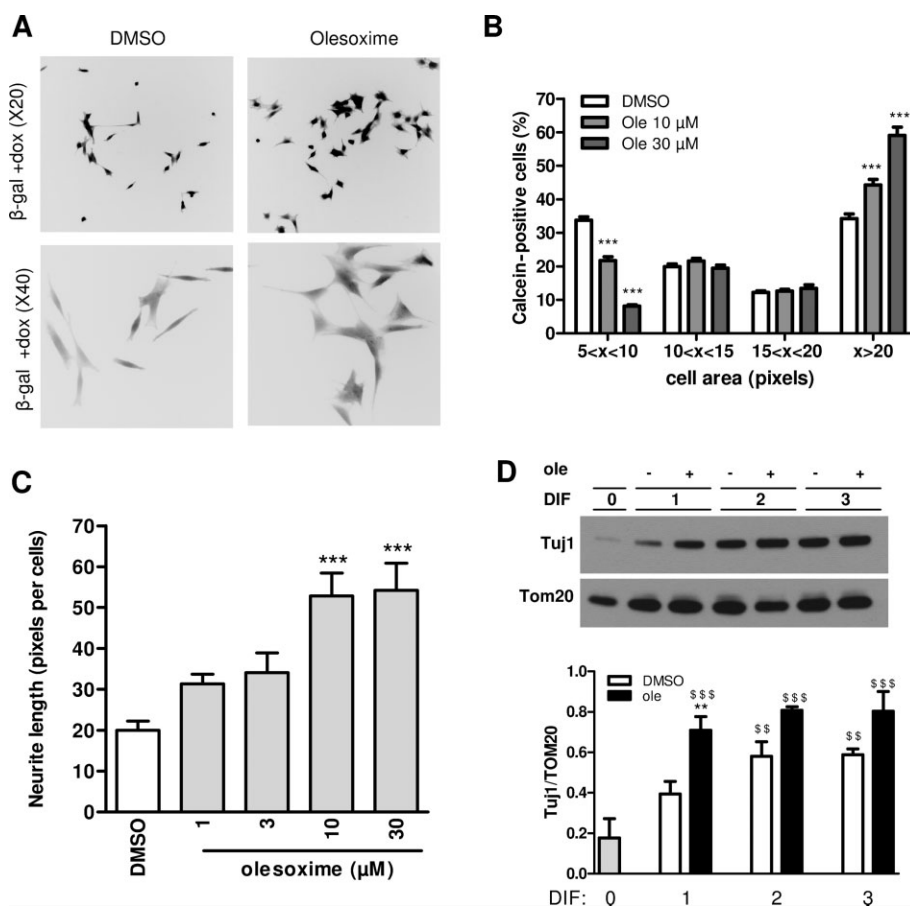 A
DMSO Olesoxime
β-gal +dox (X20)
β-gal +dox (X40)
B
DMSO
Ole 10 µM
Ole 30 µM
Calcein-positive cells (%)
70
60
50
40
30
20
10
0
***
***
***
***
5<x<10 10<x<15 15<x<20 x>20
cell area (pixels)
C
Neurite length (pixels per cells)
70
60
50
40
30
20
10
0
*** ***
DMSO 1 3 10 30
olesoxime (µM)
D
ole - + - + - +
DIF 0 1 2 3
Tuj1
Tom20
DMSO
ole
Tuj1/TOM20
1.0
0.8
0.6
0.4
0.2
0.0
$$$
**
$$ $$$
$$ $$$
DIF: 0 1 2 3